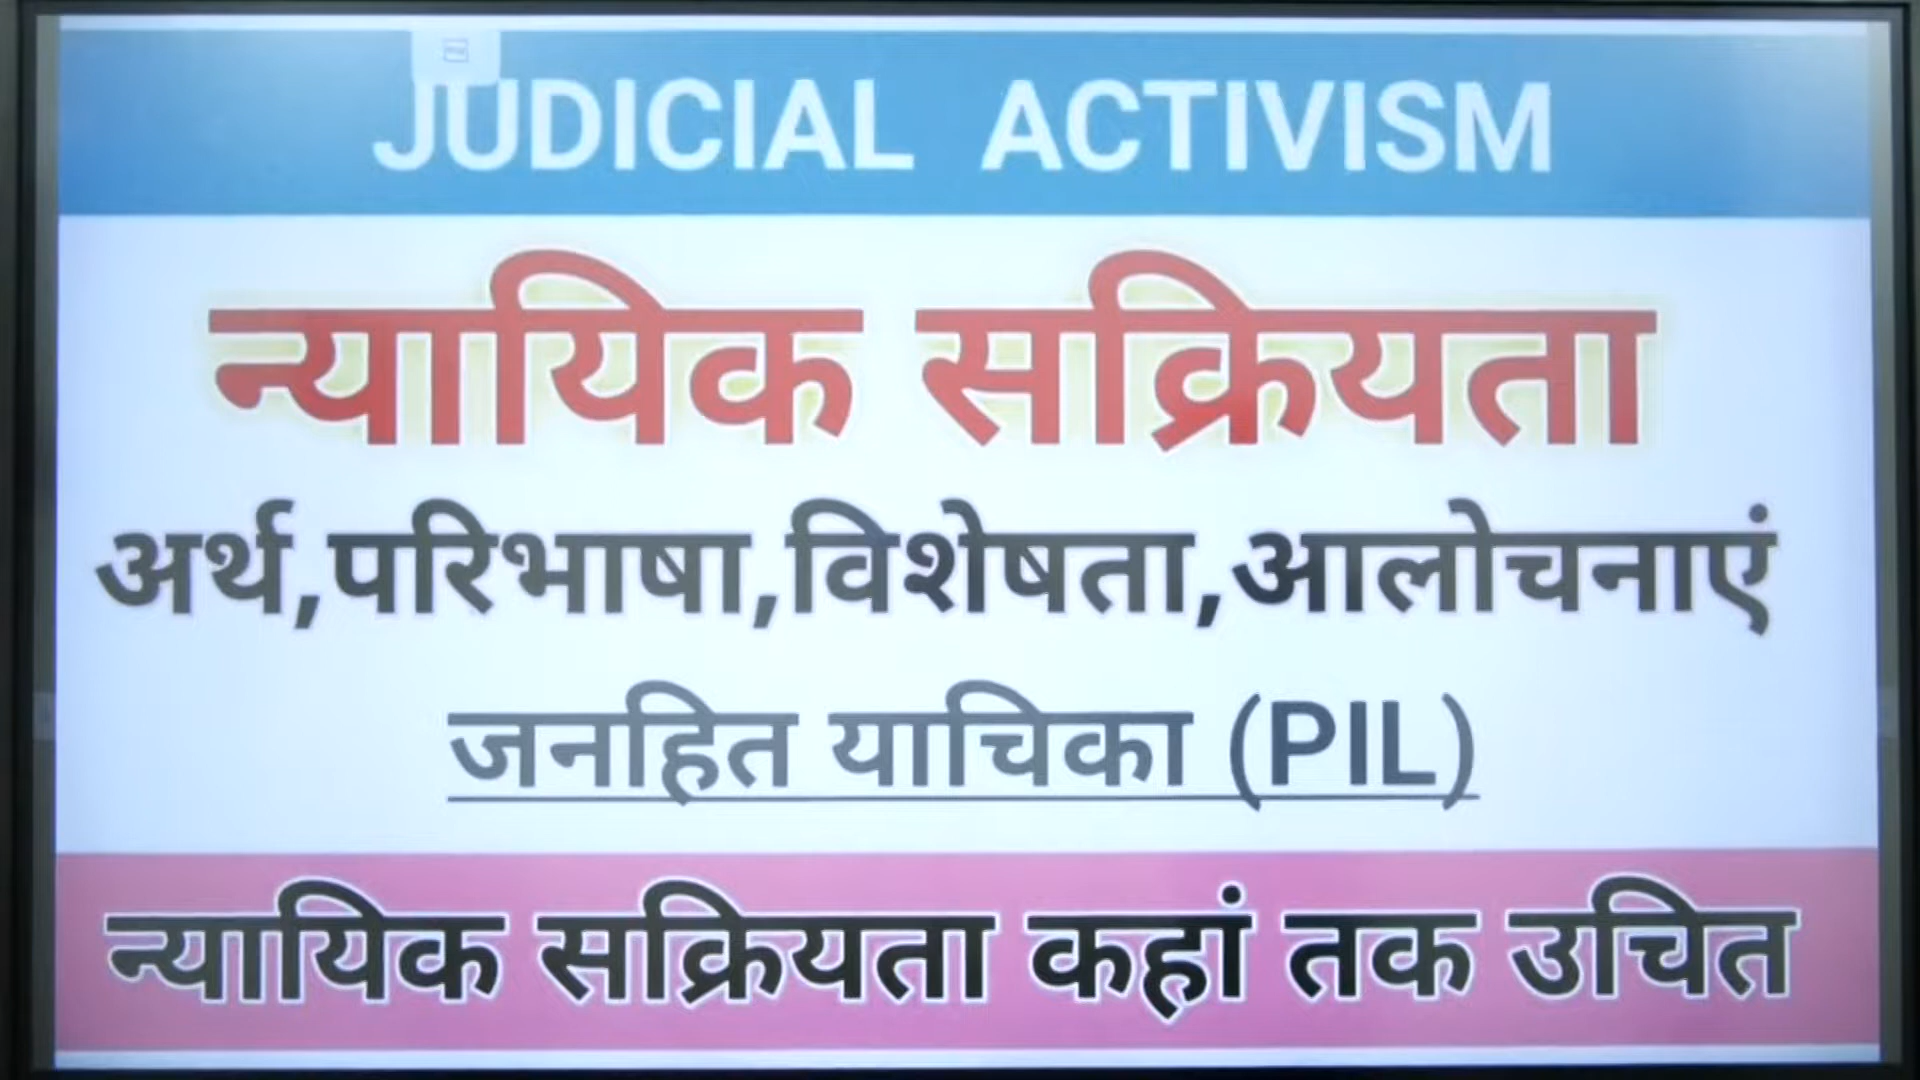 JUDICIAL ACTIVISM
न्यायिक सक्रियता
अर्थ,परिभाषा,विशेषता,आलोचनाएं
जनहित याचिका (PIL)
न्यायिक सक्रियता कहां तक उचित